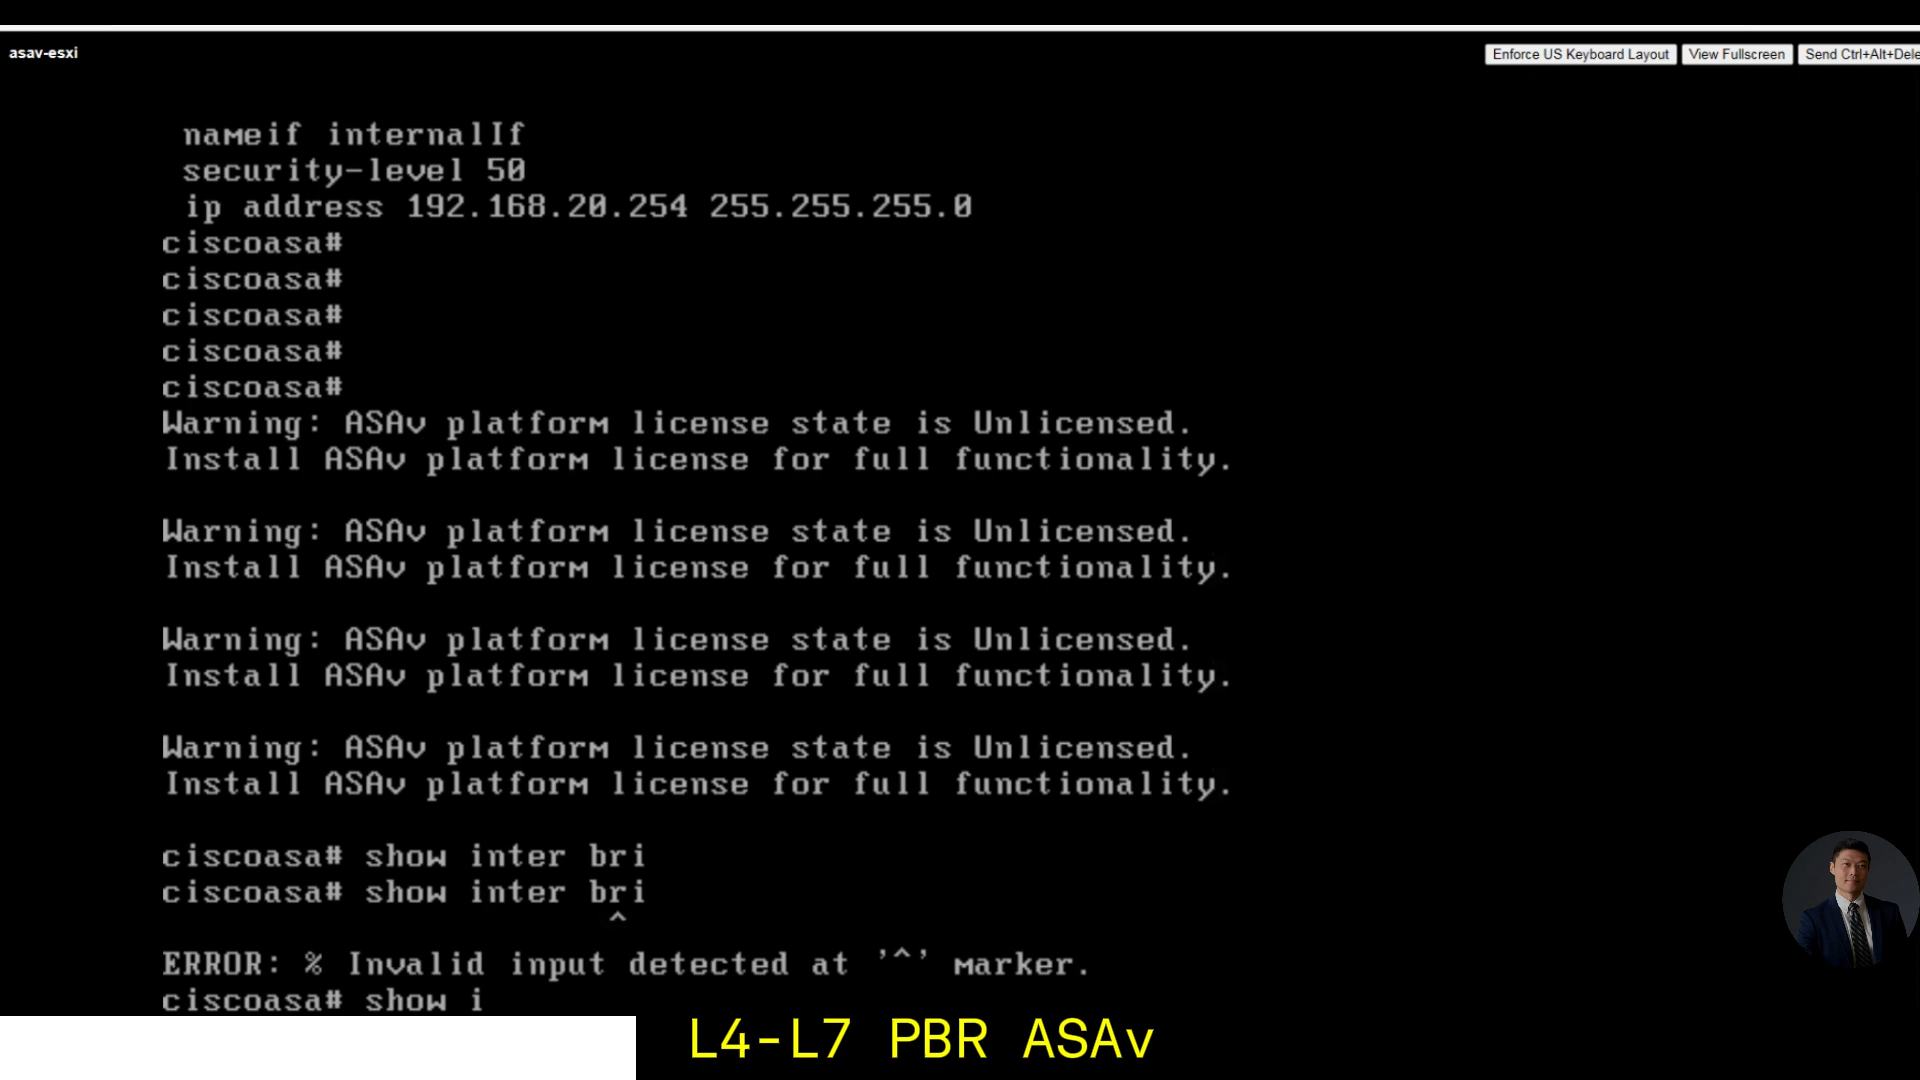 asav-esxi
Enforce US Keyboard Layout View Fullscreen Send Ctrl+Alt+Dele
nameif internalIf
security-level 50
ip address 192.168.20.254 255.255.255.0
ciscoasa#
ciscoasa#
ciscoasa#
ciscoasa#
ciscoasa#
Warning: ASAv platform license state is Unlicensed.
Install ASAv platform license for full functionality.
Warning: ASAv platform license state is Unlicensed.
Install ASAv platform license for full functionality.
Warning: ASAv platform license state is Unlicensed.
Install ASAv platform license for full functionality.
Warning: ASAv platform license state is Unlicensed.
Install ASAv platform license for full functionality.
ciscoasa# show inter bri
ciscoasa# show inter bri
^
ERROR: % Invalid input detected at '^' marker.
ciscoasa# show i
L4-L7 PBR ASAv